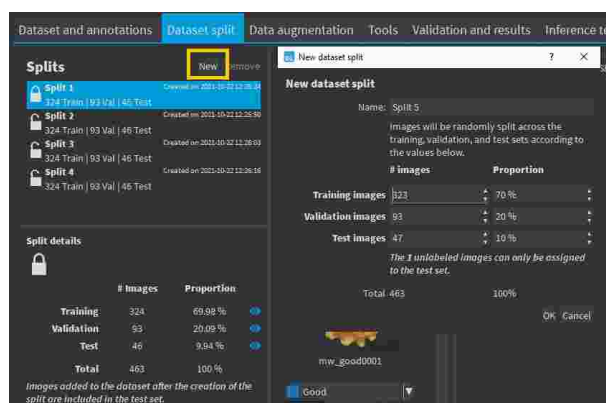 Dataset and annotations Dataset split Data augmentation Tools Validation and results Inference te
Splits New
Split 1 Created on 2021-10-22 12:26:24
324 Train | 93 Val | 46 Test
Split 2 Created on 2021-10-22 12:26:50
324 Train | 93 Val | 46 Test
Split 3 Created on 2021-10-22 12:28:03
324 Train | 93 Val | 46 Test
Split 4 Created on 2021-10-22 12:26:16
324 Train | 93 Val | 46 Test
Split details
# Images Proportion
Training 324 69.98 %
Validation 93 20.09 %
Test 46 9.94 %
Total 463 100 %
Images added to the dataset after the creation of the
split are included in the test set.
New dataset split ? ×
New dataset split
Name: Split 5
Images will be randomly split across the
training, validation, and test sets according to
the values below.
# images Proportion
Training images 323 70 %
Validation images 93 20 %
Test images 47 10 %
The 1 unlabeled images can only be assigned
to the test set.
Total 463 100%
OK Cancel
mw_good0001
Good